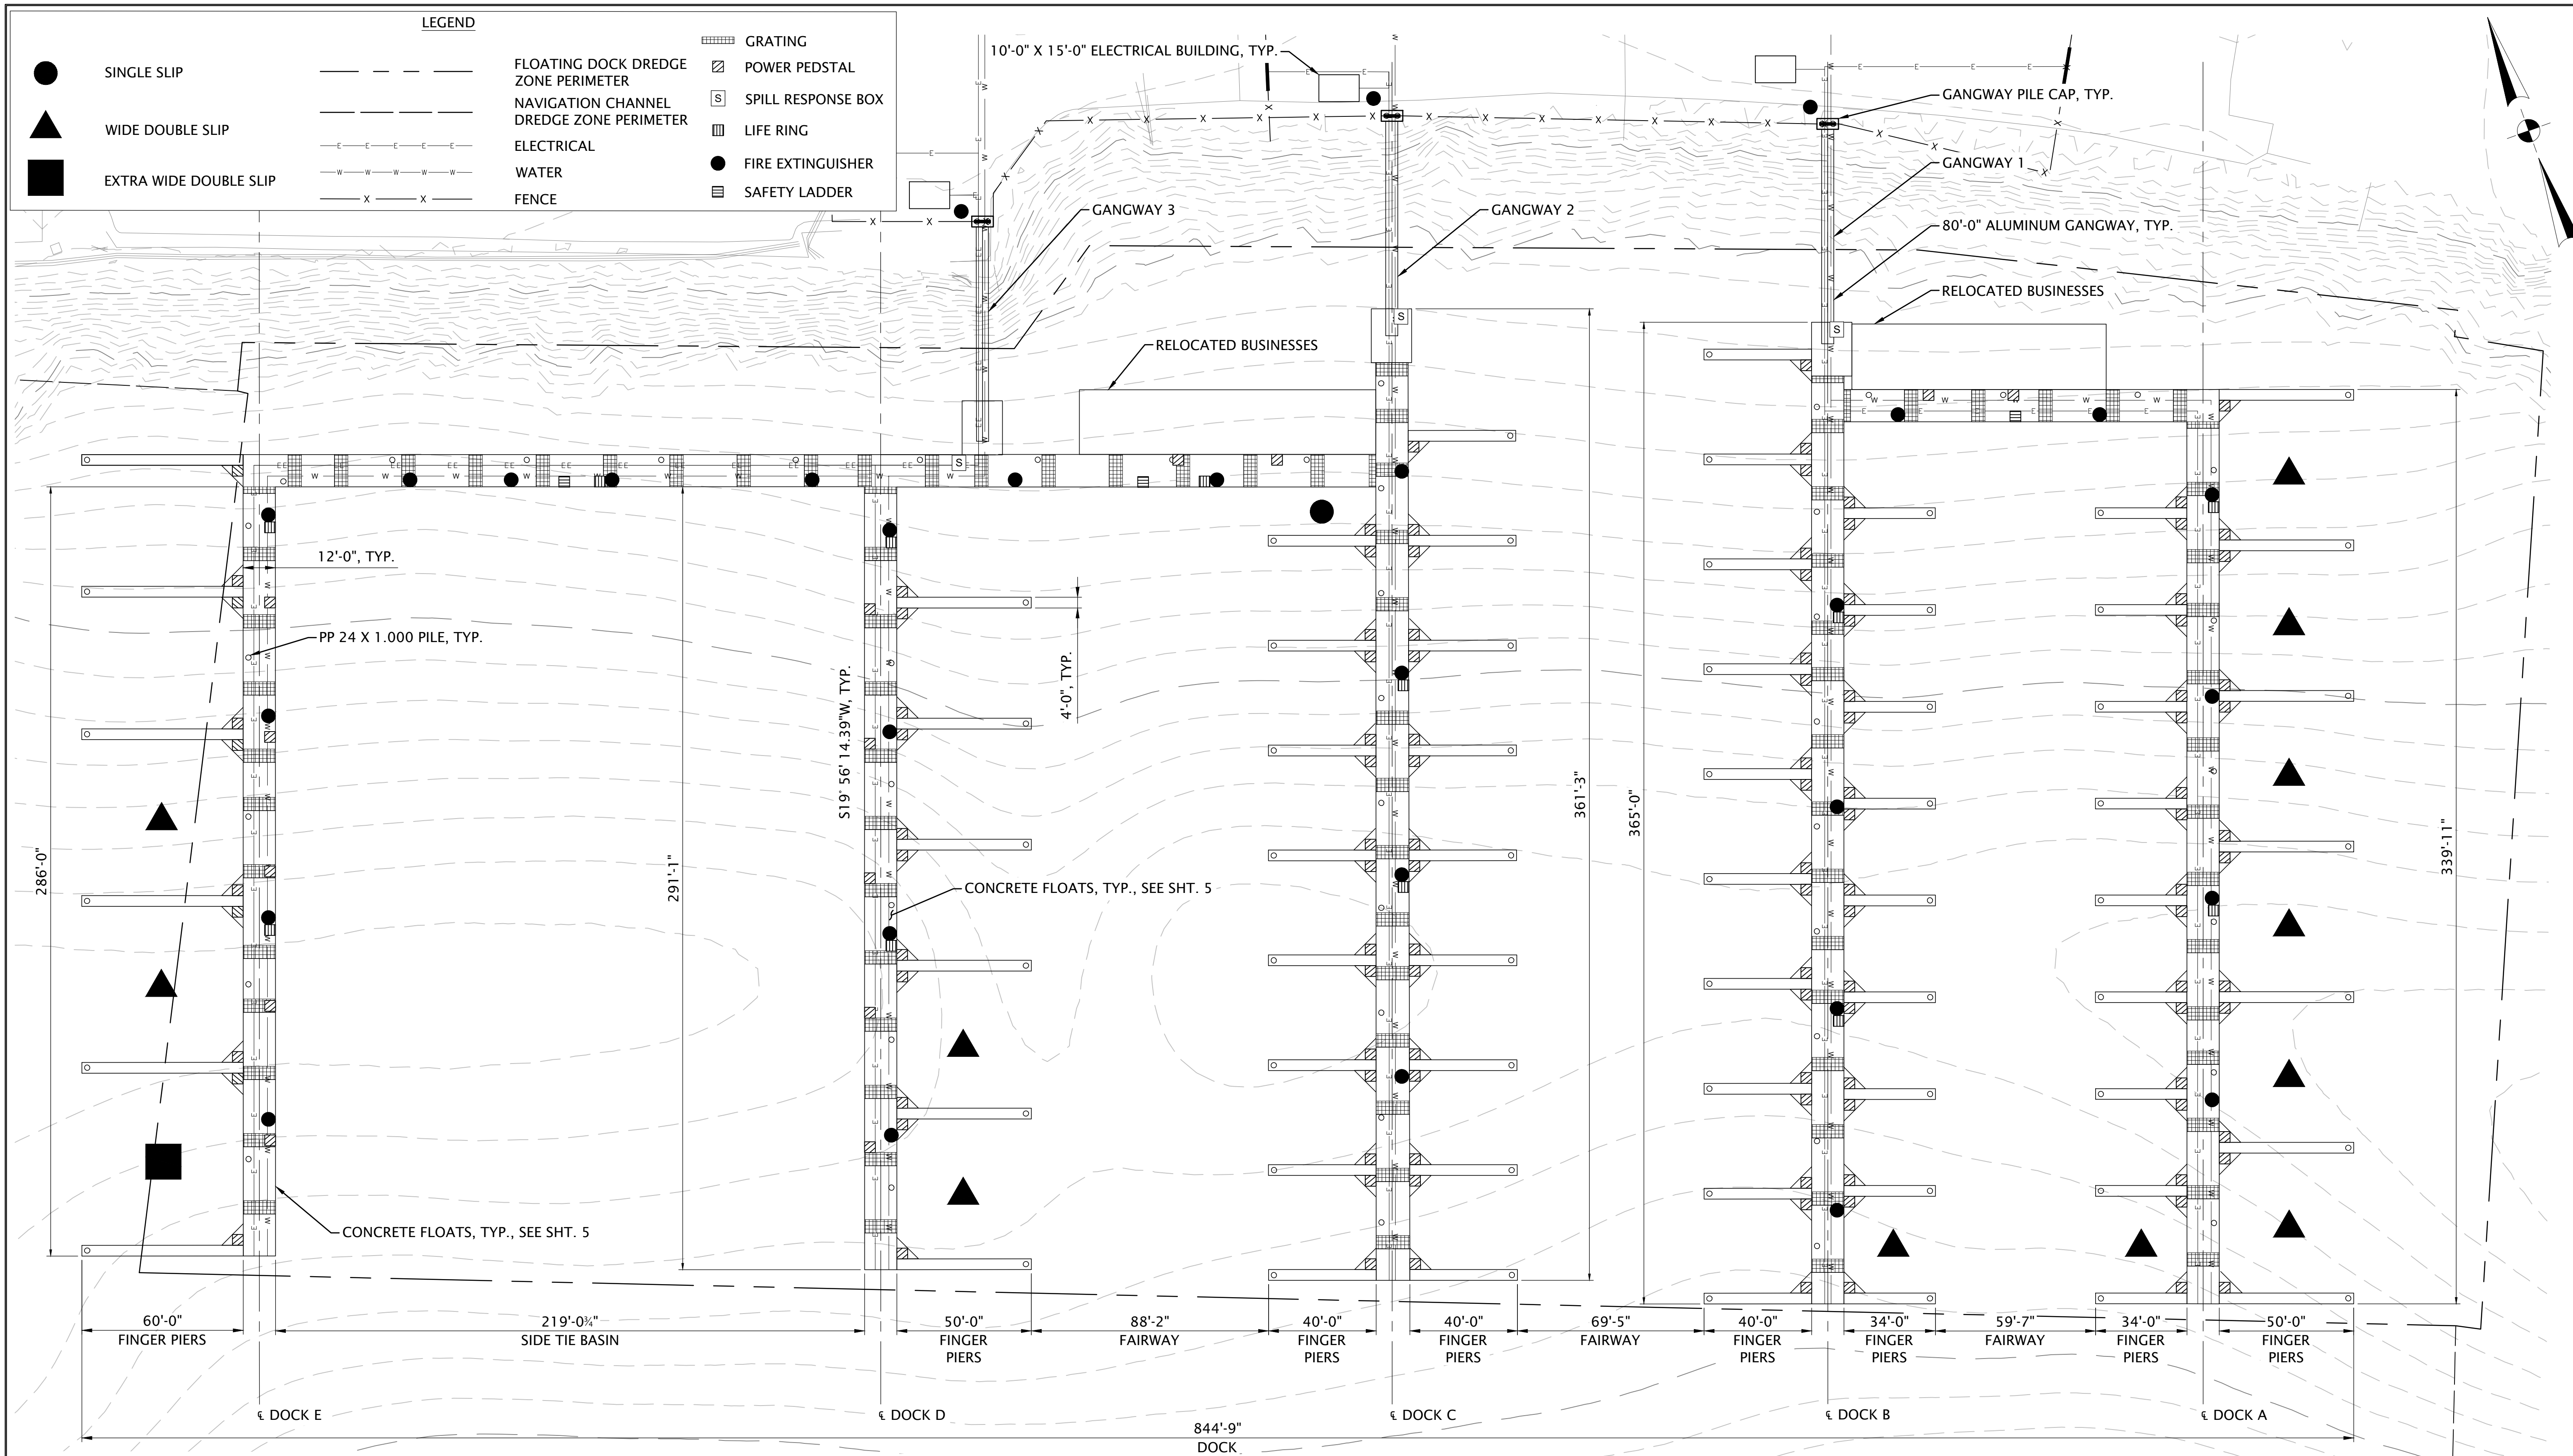 LEGEND
SINGLE SLIP
WIDE DOUBLE SLIP
EXTRA WIDE DOUBLE SLIP
FLOATING DOCK DREDGE
ZONE PERIMETER
NAVIGATION CHANNEL
DREDGE ZONE PERIMETER
ELECTRICAL
WATER
FENCE
GRATING
POWER PEDSTAL
S SPILL RESPONSE BOX
LIFE RING
FIRE EXTINGUISHER
SAFETY LADDER
10'-0" X 15'-0" ELECTRICAL BUILDING, TYP.
GANGWAY PILE CAP, TYP.
GANGWAY 1
GANGWAY 3
GANGWAY 2
80'-0" ALUMINUM GANGWAY, TYP.
RELOCATED BUSINESSES
RELOCATED BUSINESSES
S
S
S
12'-0", TYP.
PP 24 X 1.000 PILE, TYP.
S19° 56' 14.39"W, TYP.
4'-0", TYP.
286'-0"
291'-1"
361'-3"
365'-0"
339'-11"
CONCRETE FLOATS, TYP., SEE SHT. 5
CONCRETE FLOATS, TYP., SEE SHT. 5
60'-0"
FINGER PIERS
219'-0¾"
SIDE TIE BASIN
50'-0"
FINGER
PIERS
88'-2"
FAIRWAY
40'-0"
FINGER
PIERS
40'-0"
FINGER
PIERS
69'-5"
FAIRWAY
40'-0"
FINGER
PIERS
34'-0"
FINGER
PIERS
59'-7"
FAIRWAY
34'-0"
FINGER
PIERS
50'-0"
FINGER
PIERS
℄ DOCK E
℄ DOCK D
℄ DOCK C
℄ DOCK B
℄ DOCK A
844'-9"
DOCK